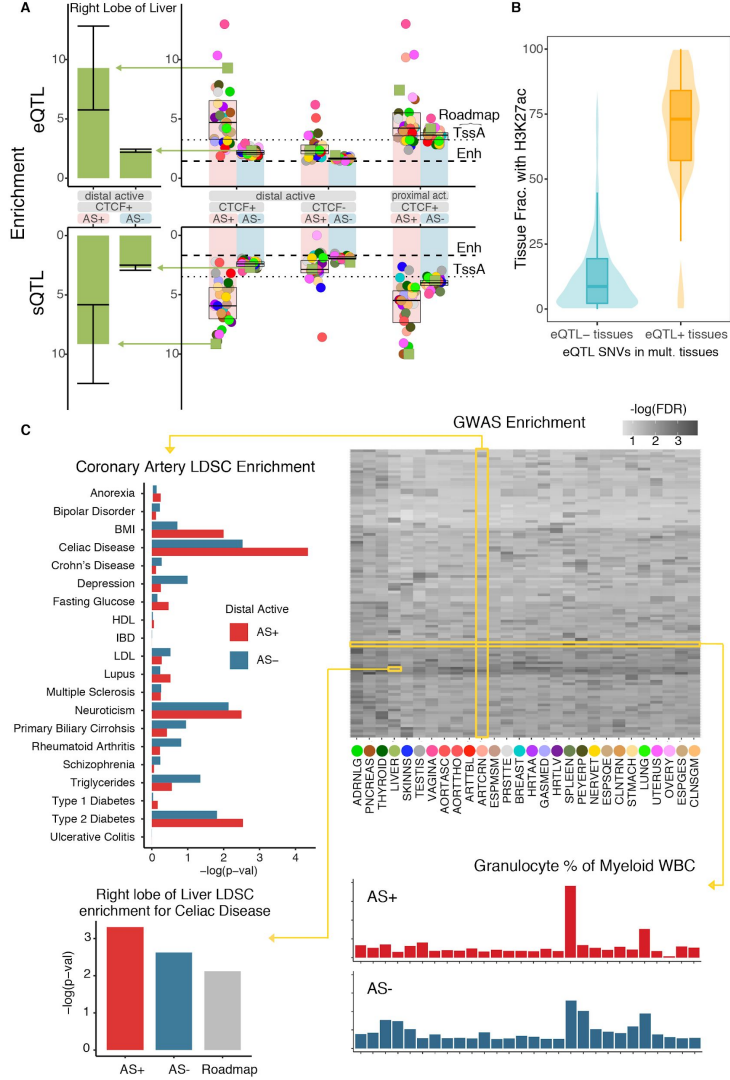 A
Right Lobe of Liver
B
Enrichment
eQTL
10
5
0
10
5
0
Roadmap
TssA
Enh
distal active
CTCF+
AS+ AS-
distal active
proximal act.
CTCF+
CTCF-
CTCF+
AS+ AS-
AS+ AS-
AS+ AS-
sQTL
0
5
10
0
5
10
Enh
TssA
Tissue Frac. with H3K27ac
100
75
50
25
0
eQTL− tissues
eQTL+ tissues
eQTL SNVs in mult. tissues
C
GWAS Enrichment
-log(FDR)
1 2 3
Coronary Artery LDSC Enrichment
Anorexia
Bipolar Disorder
BMI
Celiac Disease
Crohn's Disease
Depression
Fasting Glucose
HDL
IBD
LDL
Lupus
Multiple Sclerosis
Neuroticism
Primary Biliary Cirrohsis
Rheumatoid Arthritis
Schizophrenia
Triglycerides
Type 1 Diabetes
Type 2 Diabetes
Ulcerative Colitis
0 1 2 3 4
−log(p-val)
Distal Active
AS+
AS−
ADRNLG
PNCREAS
THYROID
LIVER
SKINNS
TESTIS
VAGINA
AORTASC
AORTTHO
ARTTBL
ARTCRN
ESPMSM
PRSTTE
BREAST
HRTAA
GASMED
HRTLV
SPLEEN
PEYERP
NERVET
ESPSQE
CLNTRN
STMACH
LUNG
UTERUS
OVERY
ESPGES
CLNSGM
Right lobe of Liver LDSC
enrichment for Celiac Disease
−log(p-val)
3
2
1
0
AS+
AS-
Roadmap
Granulocyte % of Myeloid WBC
AS+
AS-